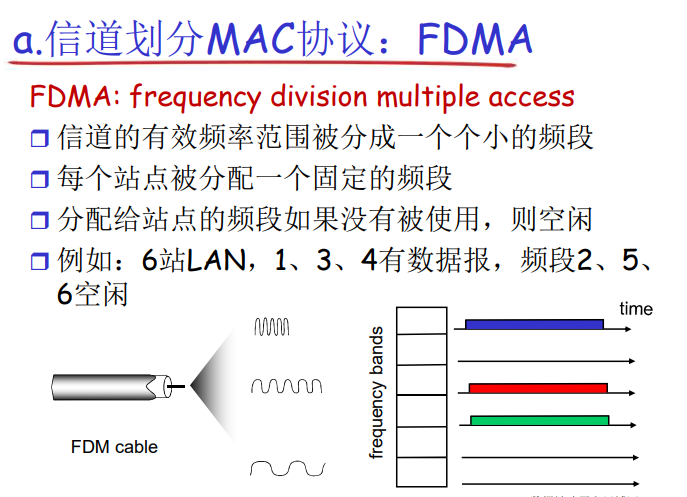 a.信道划分MAC协议：FDMA
FDMA: frequency division multiple access
信道的有效频率范围被分成一个个小的频段
每个站点被分配一个固定的频段
分配给站点的频段如果没有被使用，则空闲
例如：6站LAN，1、3、4有数据报，频段2、5、
6空闲
time
frequency bands
FDM cable